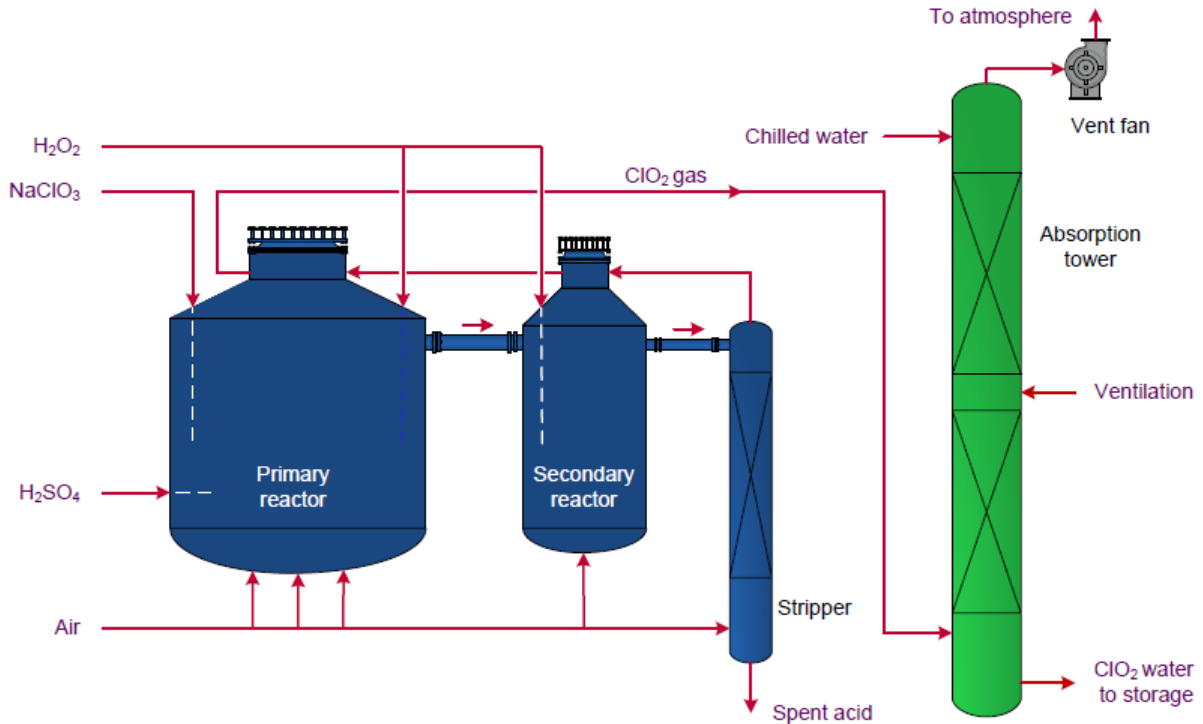 To atmosphere
Vent fan
Chilled water
H₂O₂
NaClO₃
ClO₂ gas
Absorption
tower
Primary
reactor
Secondary
reactor
Ventilation
H₂SO₄
Air
Stripper
Spent acid
ClO₂ water
to storage